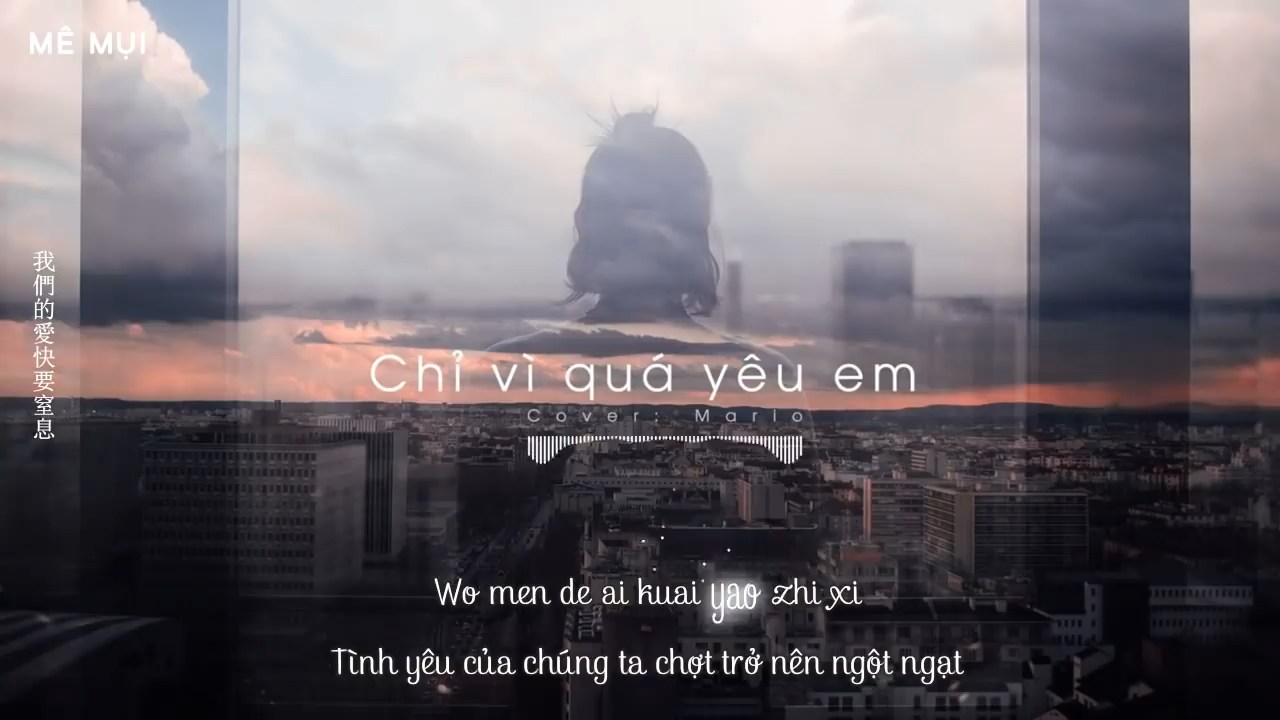 MÊ MỤI
我們的愛快要窒息
Chỉ vì quá yêu em
Cover: Mario
Wo men de ai kuai yao zhi xi
Tình yêu của chúng ta chợt trở nên ngột ngạt